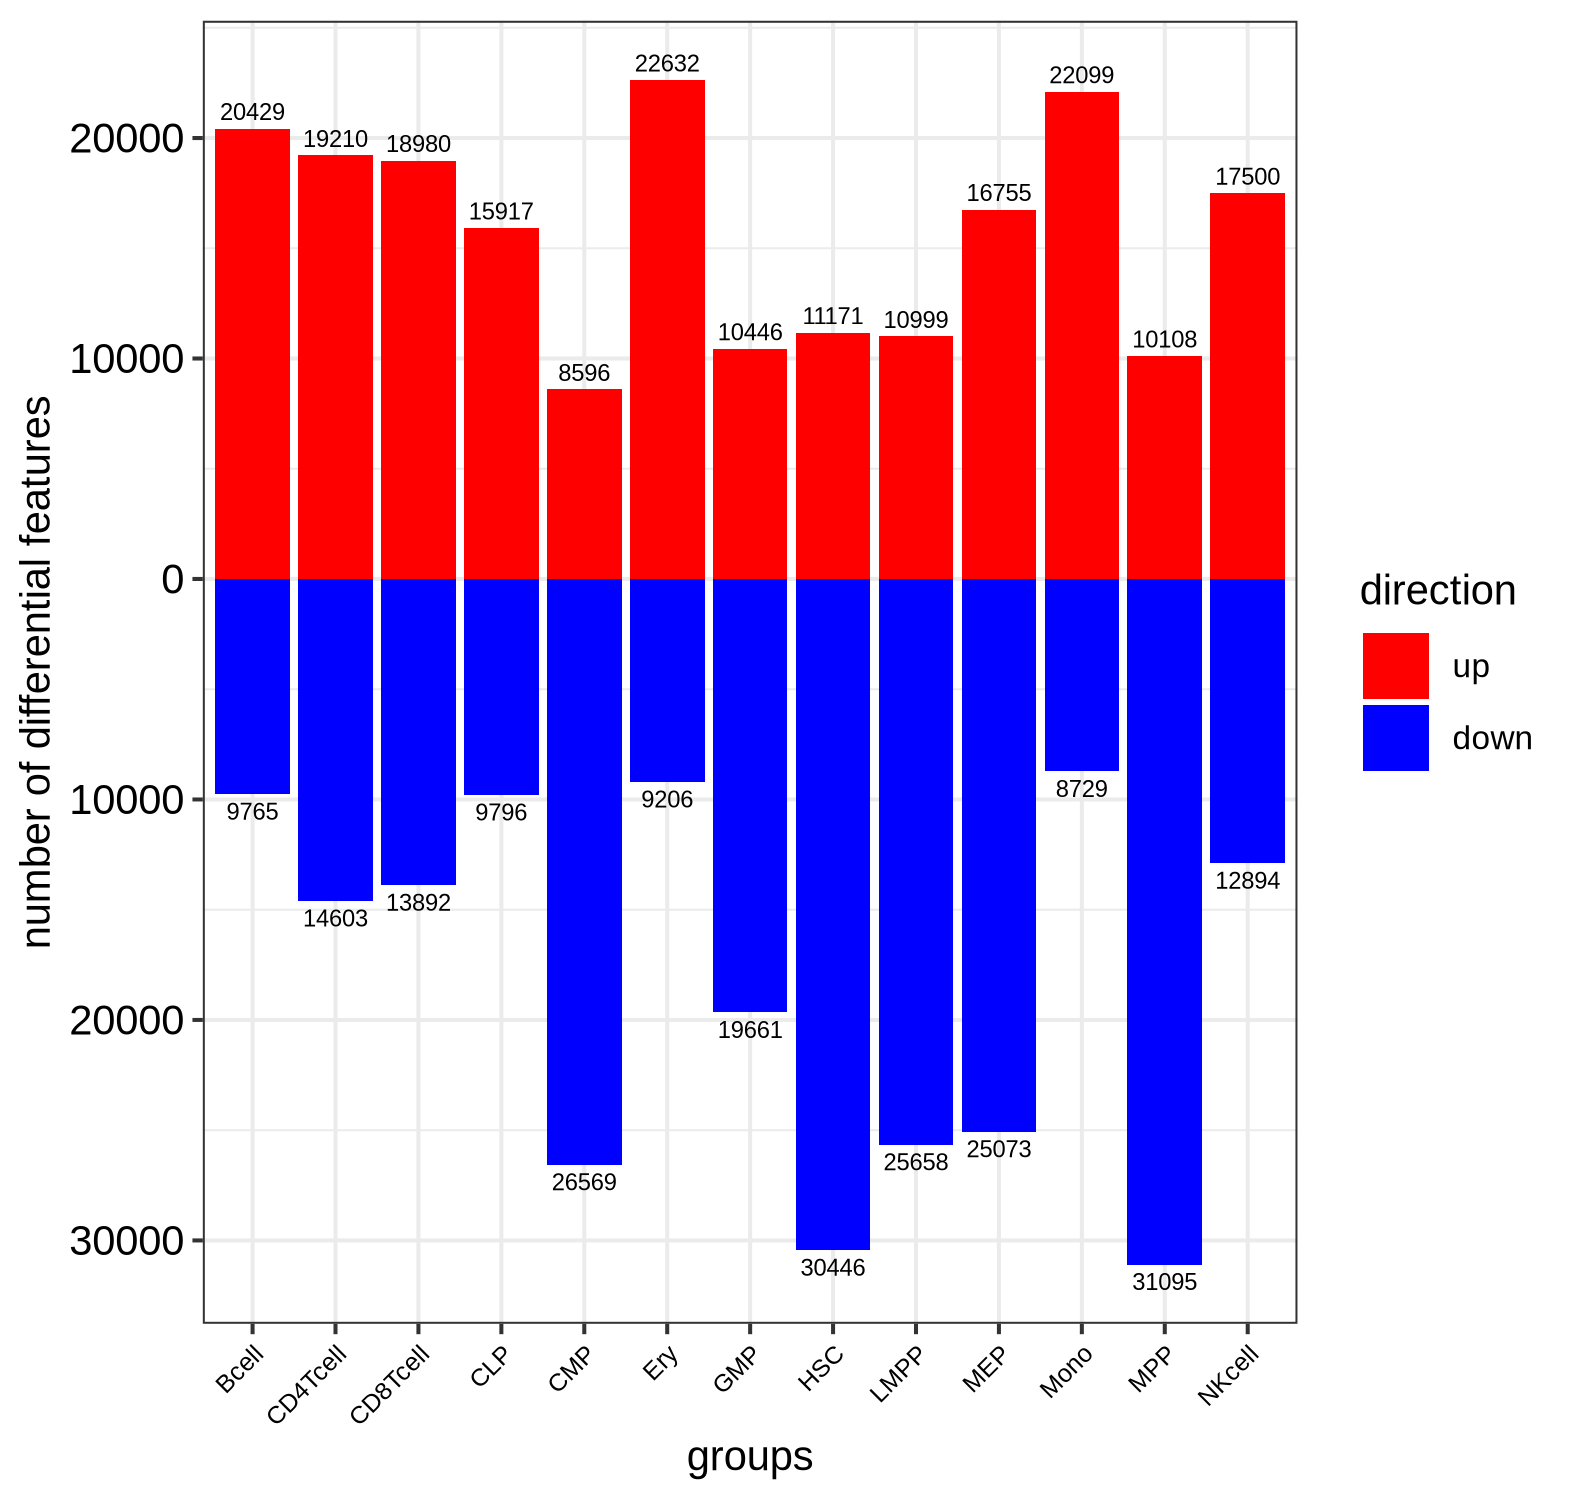 22632
22099
20429
19210
18980
17500
16755
15917
11171
10999
10446
10108
8596
20000
10000
0
10000
20000
30000
number of differential features
9765
14603
13892
9796
26569
9206
19661
30446
25658
25073
8729
31095
12894
direction
up
down
Bcell
CD4Tcell
CD8Tcell
CLP
CMP
Ery
GMP
HSC
LMPP
MEP
Mono
MPP
NKcell
groups